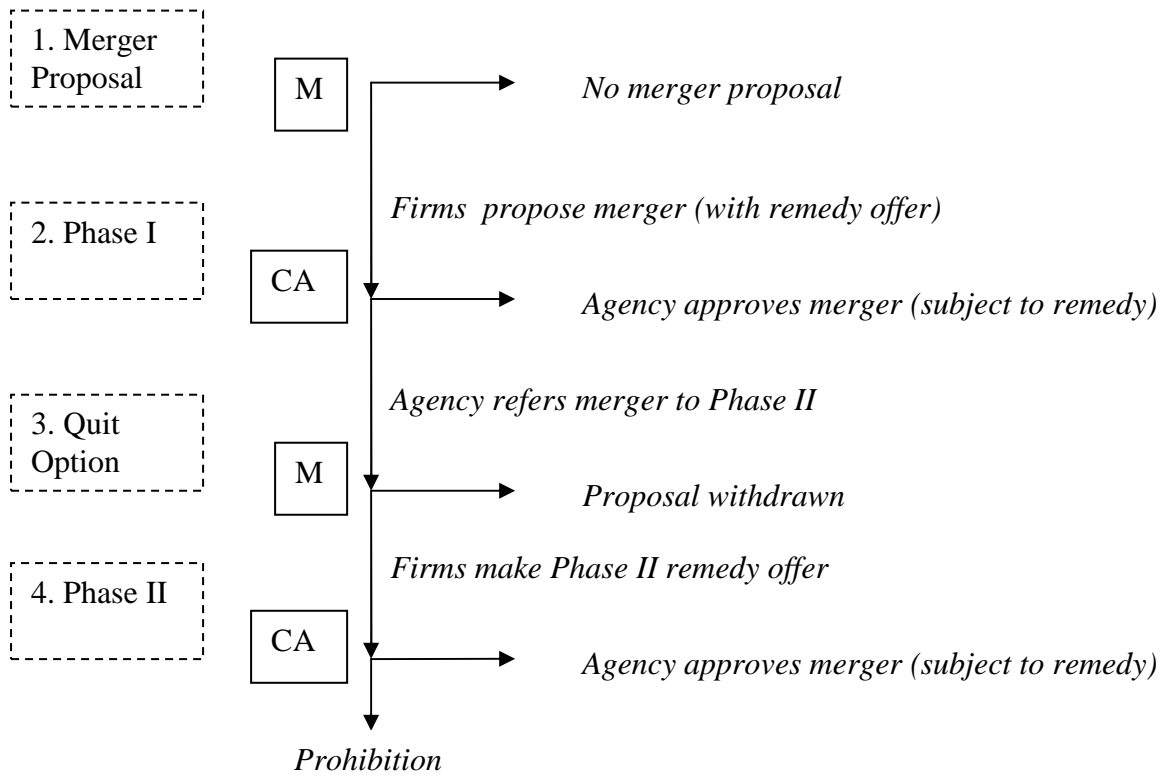 1. Merger
Proposal
M
No merger proposal
Firms propose merger (with remedy offer)
2. Phase I
CA
Agency approves merger (subject to remedy)
Agency refers merger to Phase II
3. Quit
Option
M
Proposal withdrawn
Firms make Phase II remedy offer
4. Phase II
CA
Agency approves merger (subject to remedy)
Prohibition